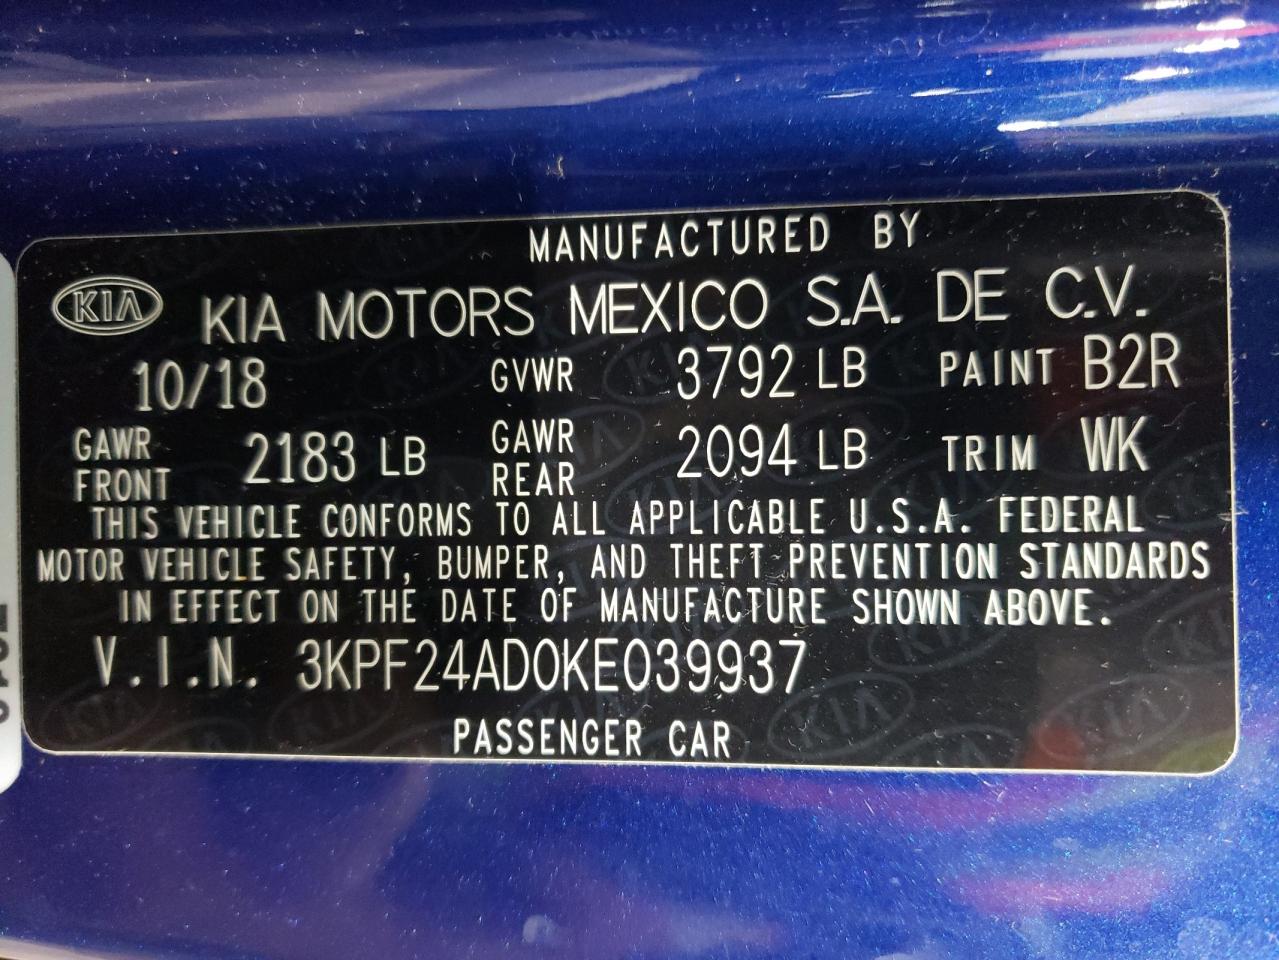 MANUFACTURED BY
KIA KIA MOTORS MEXICO S.A. DE C.V.
10/18 GVWR 3792 LB PAINT B2R
GAWR FRONT 2183 LB GAWR REAR 2094 LB TRIM WK
THIS VEHICLE CONFORMS TO ALL APPLICABLE U.S.A. FEDERAL
MOTOR VEHICLE SAFETY, BUMPER, AND THEFT PREVENTION STANDARDS
IN EFFECT ON THE DATE OF MANUFACTURE SHOWN ABOVE.
V.I.N. 3KPF24AD0KE039937
PASSENGER CAR